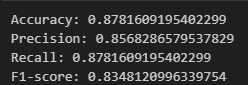 Accuracy: 0.8781609195402299
Precision: 0.8568286579537829
Recall: 0.8781609195402299
F1-score: 0.8348120996339754